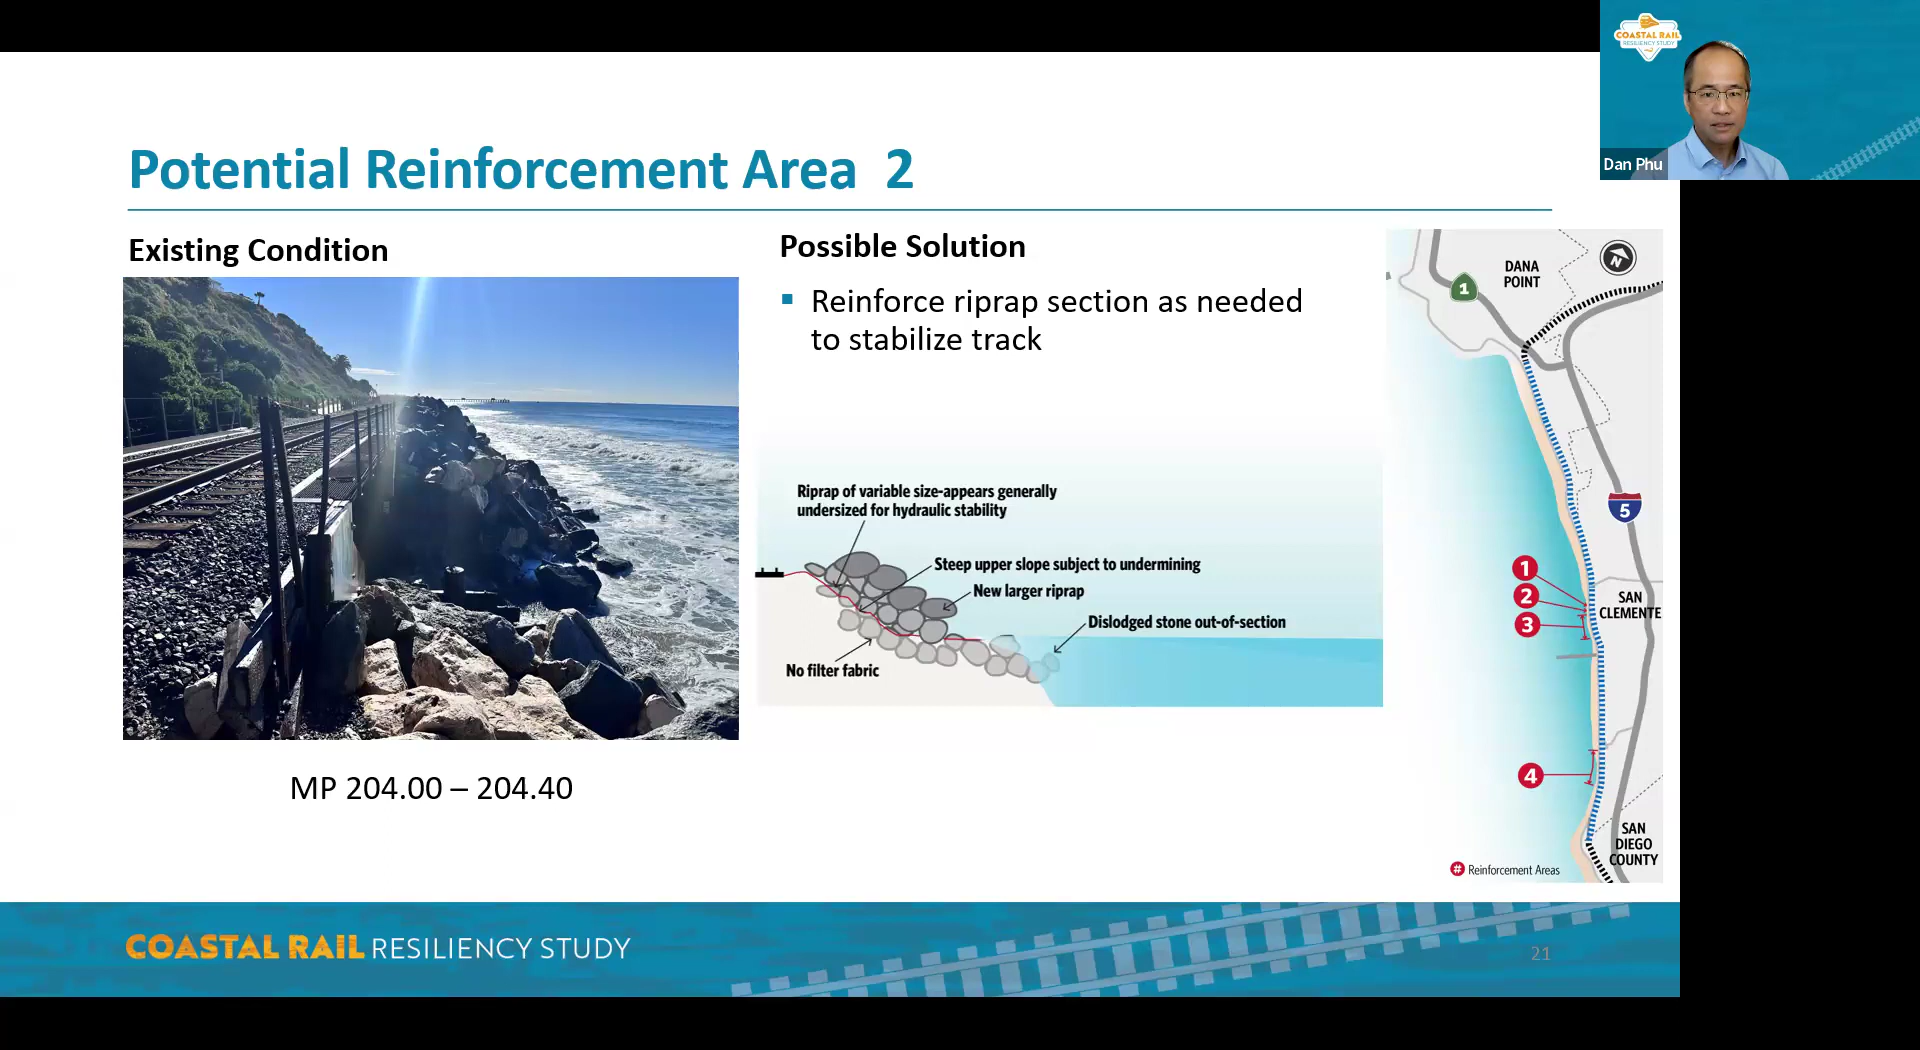 COASTAL RAIL
RESILIENCY STUDY
Dan Phu
Potential Reinforcement Area 2
Existing Condition
MP 204.00 – 204.40
Possible Solution
Reinforce riprap section as needed
to stabilize track
Riprap of variable size-appears generally
undersized for hydraulic stability
Steep upper slope subject to undermining
New larger riprap
Dislodged stone out-of-section
No filter fabric
N
DANA
POINT
1
5
1
2
3
SAN
CLEMENTE
4
SAN
DIEGO
COUNTY
# Reinforcement Areas
COASTAL RAIL RESILIENCY STUDY
21